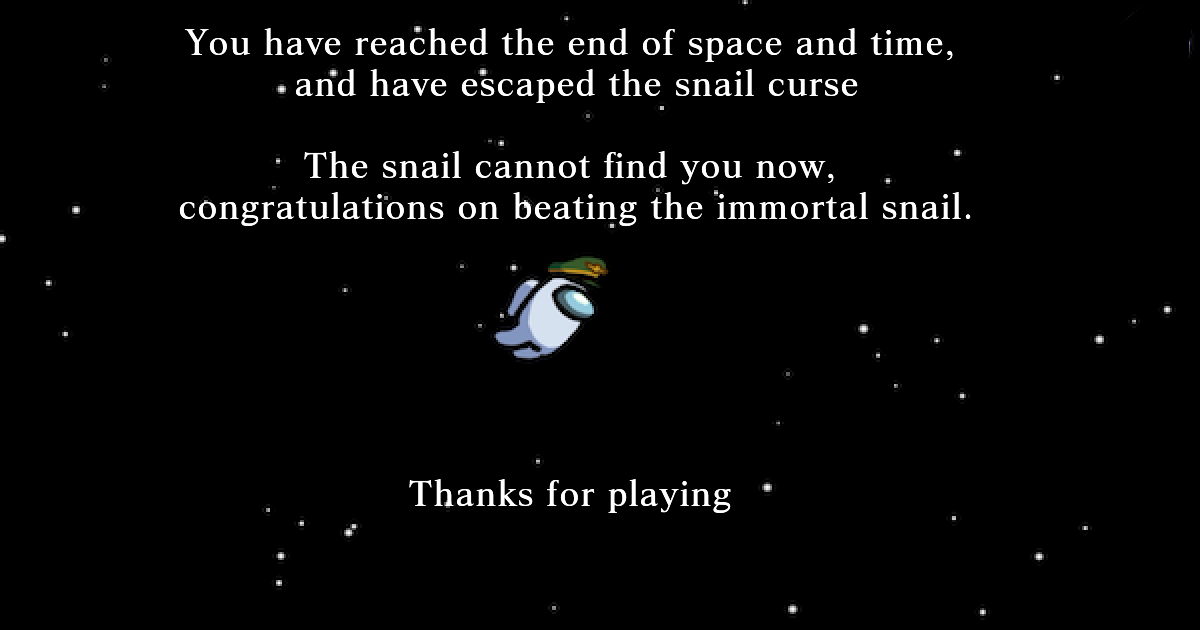 You have reached the end of space and time,
and have escaped the snail curse
The snail cannot find you now,
congratulations on beating the immortal snail.
Thanks for playing